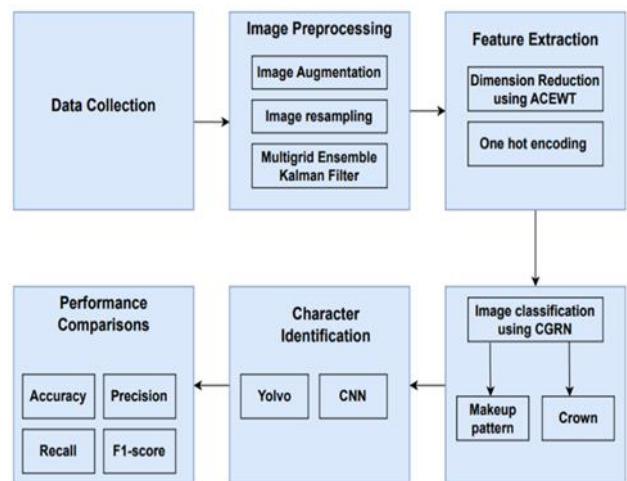 Data Collection
Image Preprocessing
Image Augmentation
Image resampling
Multigrid Ensemble
Kalman Filter
Feature Extraction
Dimension Reduction
using ACEWT
One hot encoding
Image classification
using CGRN
Makeup
pattern
Crown
Character
Identification
Yolvo
CNN
Performance
Comparisons
Accuracy
Precision
Recall
F1-score